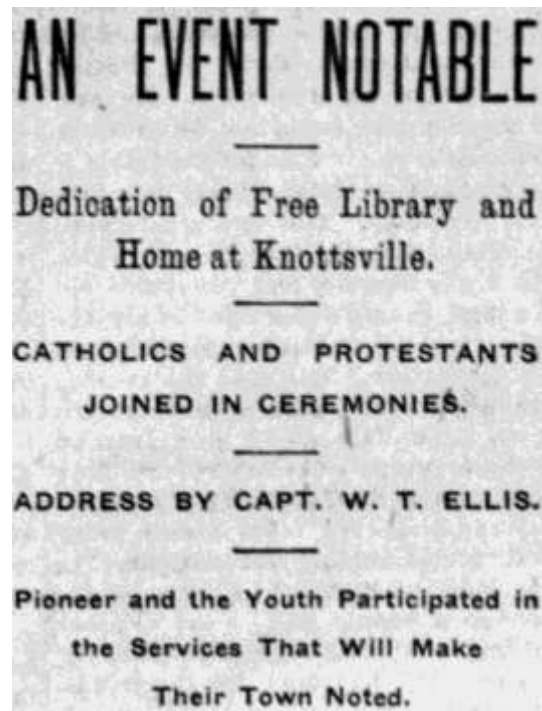 AN EVENT NOTABLE
Dedication of Free Library and
Home at Knottsville.
CATHOLICS AND PROTESTANTS
JOINED IN CEREMONIES.
ADDRESS BY CAPT. W. T. ELLIS.
Pioneer and the Youth Participated in
the Services That Will Make
Their Town Noted.